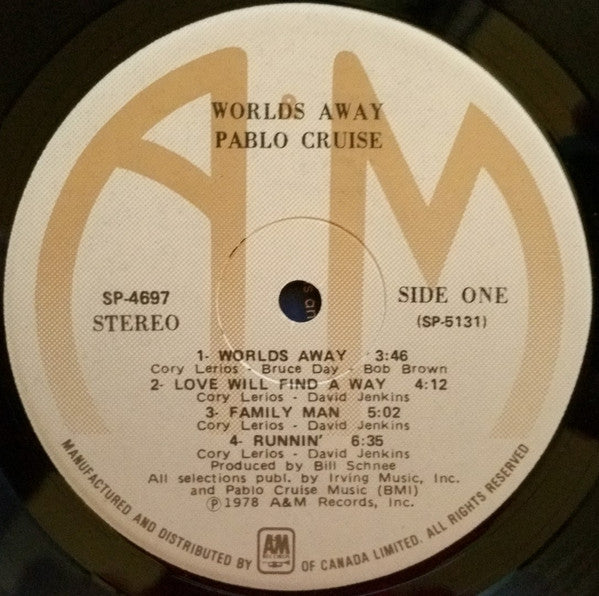 WORLDS AWAY
PABLO CRUISE
SP-4697
STEREO
SIDE ONE
(SP-5131)
1- WORLDS AWAY 3:46
Cory Lerios - Bruce Day - Bob Brown
2- LOVE WILL FIND A WAY 4:12
Cory Lerios - David Jenkins
3- FAMILY MAN 5:02
Cory Lerios - David Jenkins
4- RUNNIN' 6:35
Cory Lerios - David Jenkins
Produced by Bill Schnee
All selections publ. by Irving Music, Inc.
and Pablo Cruise Music (BMI)
Ⓟ 1978 A&M Records, Inc.
MANUFACTURED AND DISTRIBUTED BY A&M RECORDS OF CANADA LIMITED. ALL RIGHTS RESERVED